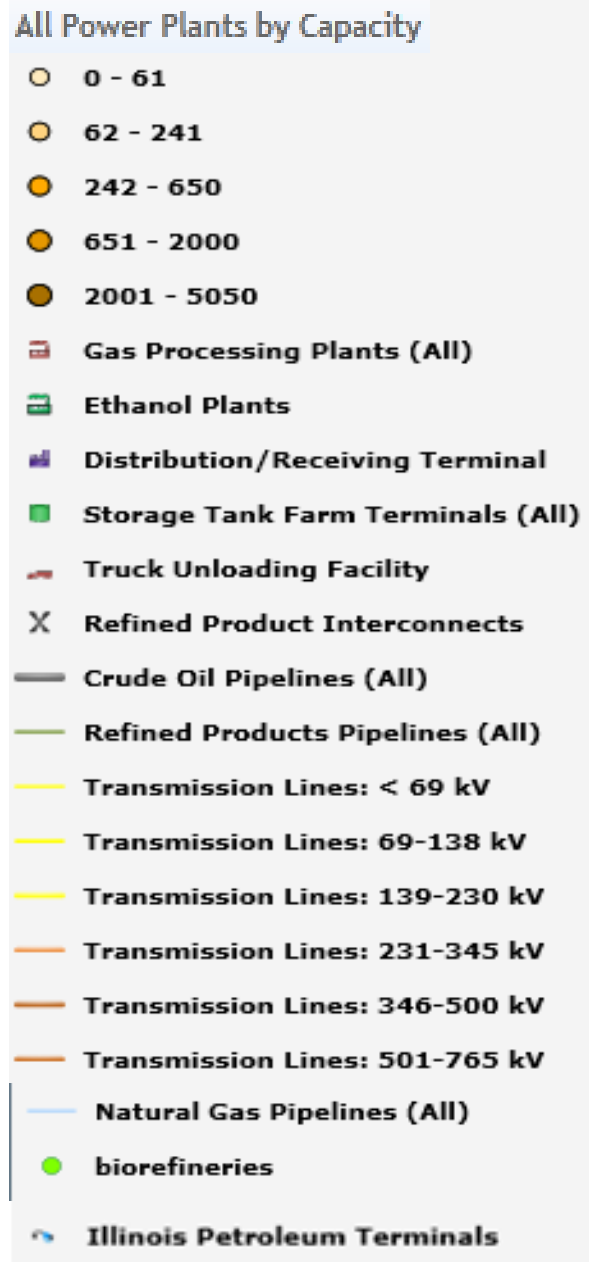 All Power Plants by Capacity
0 - 61
62 - 241
242 - 650
651 - 2000
2001 - 5050
Gas Processing Plants (All)
Ethanol Plants
Distribution/Receiving Terminal
Storage Tank Farm Terminals (All)
Truck Unloading Facility
Refined Product Interconnects
Crude Oil Pipelines (All)
Refined Products Pipelines (All)
Transmission Lines: < 69 kV
Transmission Lines: 69-138 kV
Transmission Lines: 139-230 kV
Transmission Lines: 231-345 kV
Transmission Lines: 346-500 kV
Transmission Lines: 501-765 kV
Natural Gas Pipelines (All)
biorefineries
Illinois Petroleum Terminals